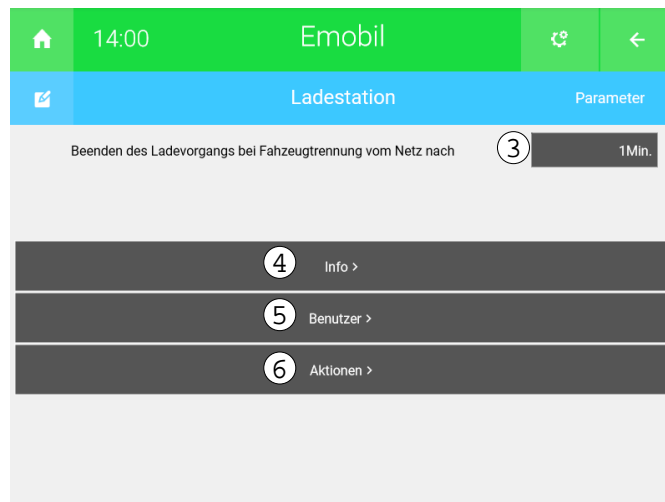 14:00 Emobil
Ladestation Parameter
Beenden des Ladevorgangs bei Fahrzeugtrennung vom Netz nach 3 1Min.
4 Info >
5 Benutzer >
6 Aktionen >